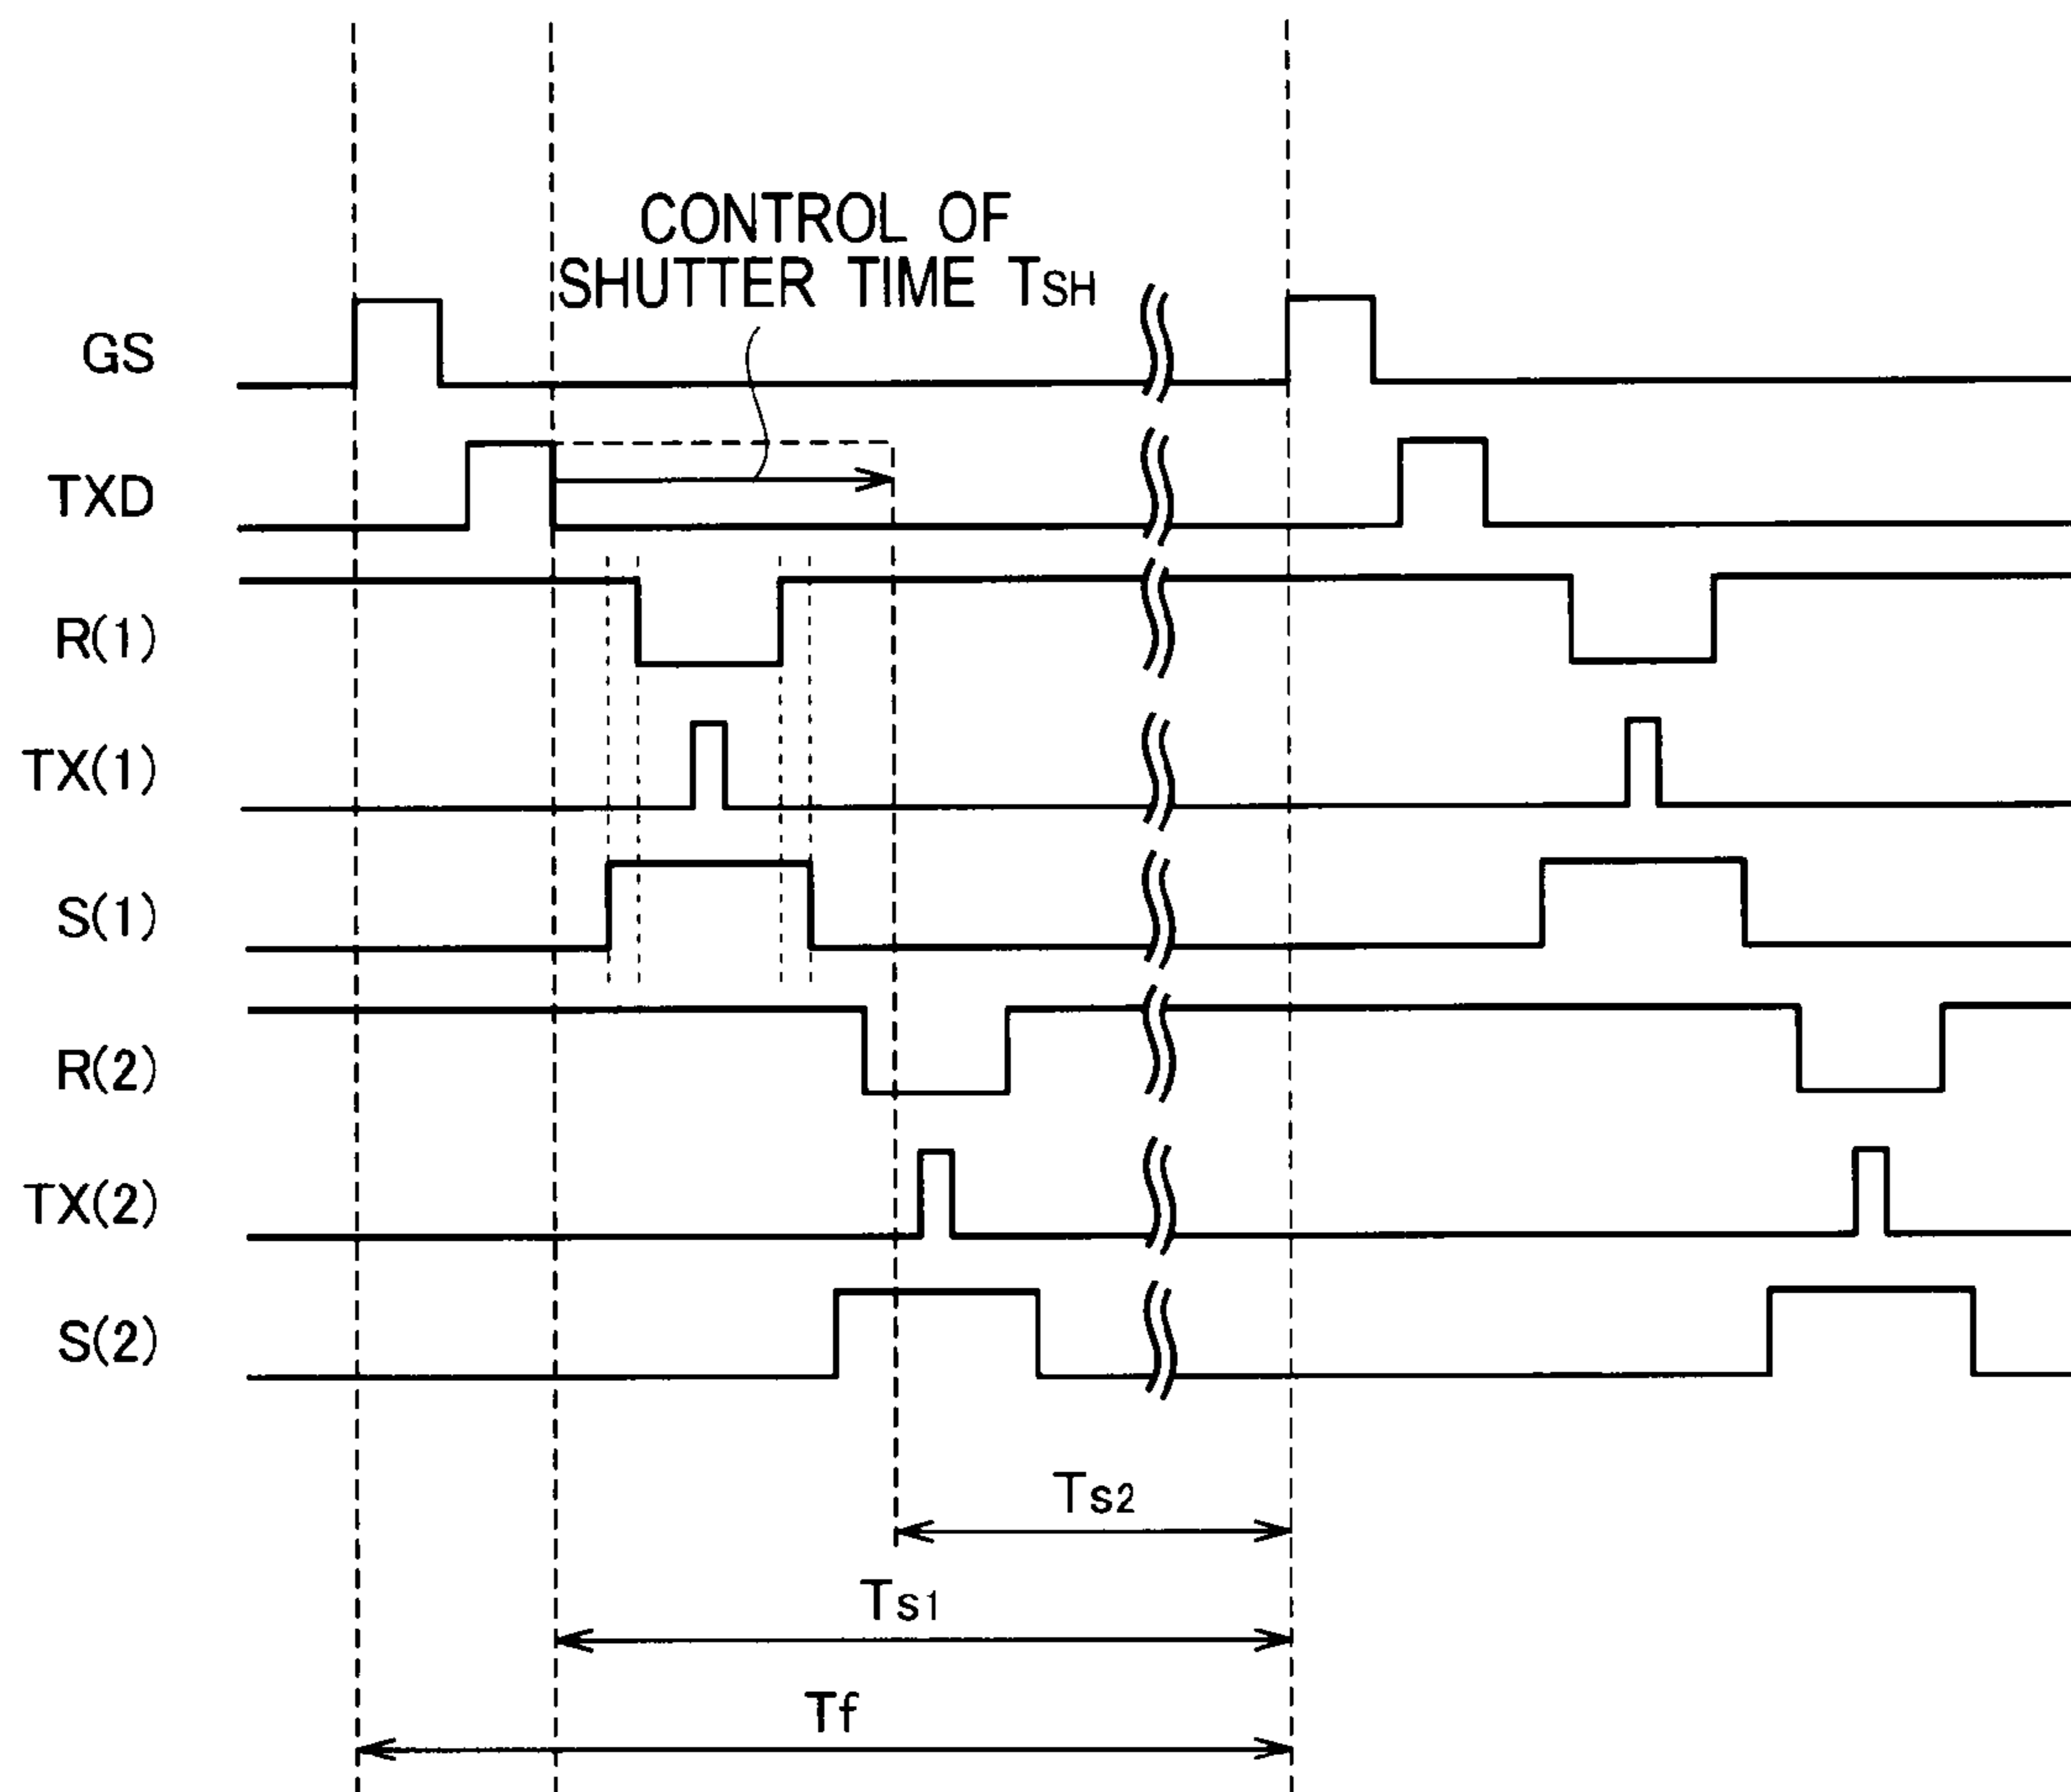 CONTROL OF
SHUTTER TIME TSH
GS
TXD
R(1)
TX(1)
S(1)
R(2)
TX(2)
S(2)
Ts2
Ts1
Tf